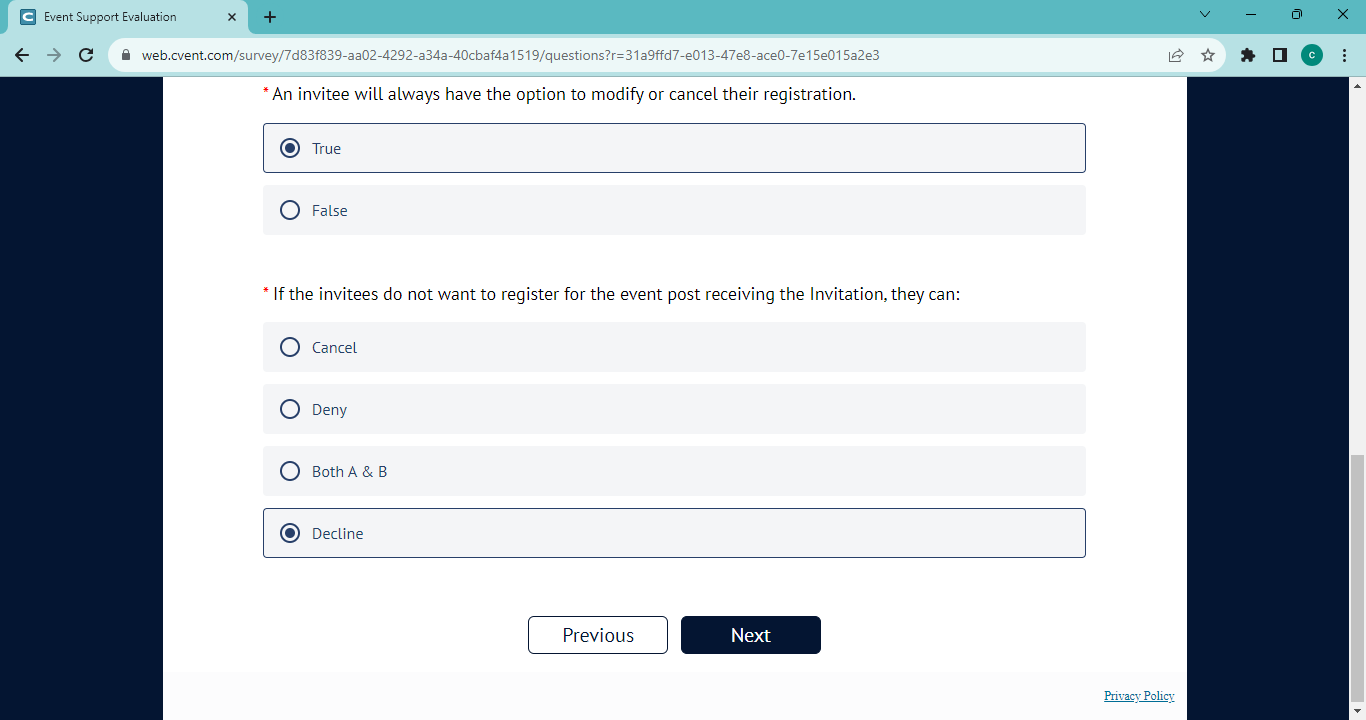 Event Support Evaluation
web.cvent.com/survey/7d83f839-aa02-4292-a34a-40cbaf4a1519/questions?r=31a9ffd7-e013-47e8-ace0-7e15e015a2e3
C
* An invitee will always have the option to modify or cancel their registration.
True
False
* If the invitees do not want to register for the event post receiving the Invitation, they can:
Cancel
Deny
Both A & B
Decline
Previous Next
Privacy Policy